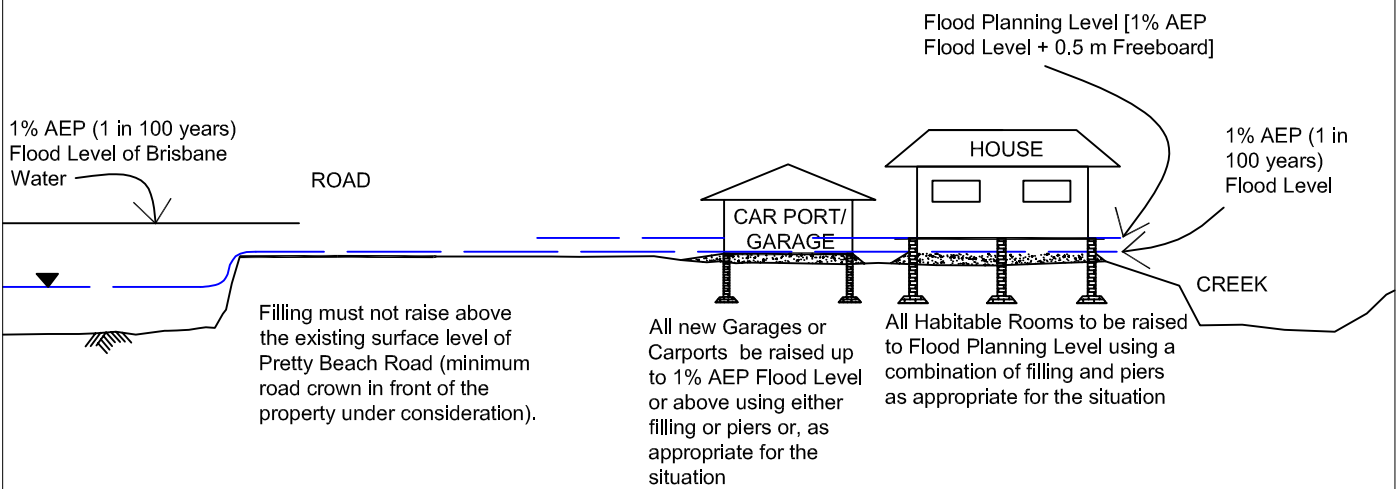 Flood Planning Level [1% AEP
Flood Level + 0.5 m Freeboard]
1% AEP (1 in 100 years)
Flood Level of Brisbane
Water
ROAD
HOUSE
1% AEP (1 in
100 years)
Flood Level
CAR PORT/
GARAGE
CREEK
Filling must not raise above
the existing surface level of
Pretty Beach Road (minimum
road crown in front of the
property under consideration).
All new Garages or
Carports be raised up
to 1% AEP Flood Level
or above using either
filling or piers or, as
appropriate for the
situation
All Habitable Rooms to be raised
to Flood Planning Level using a
combination of filling and piers
as appropriate for the situation